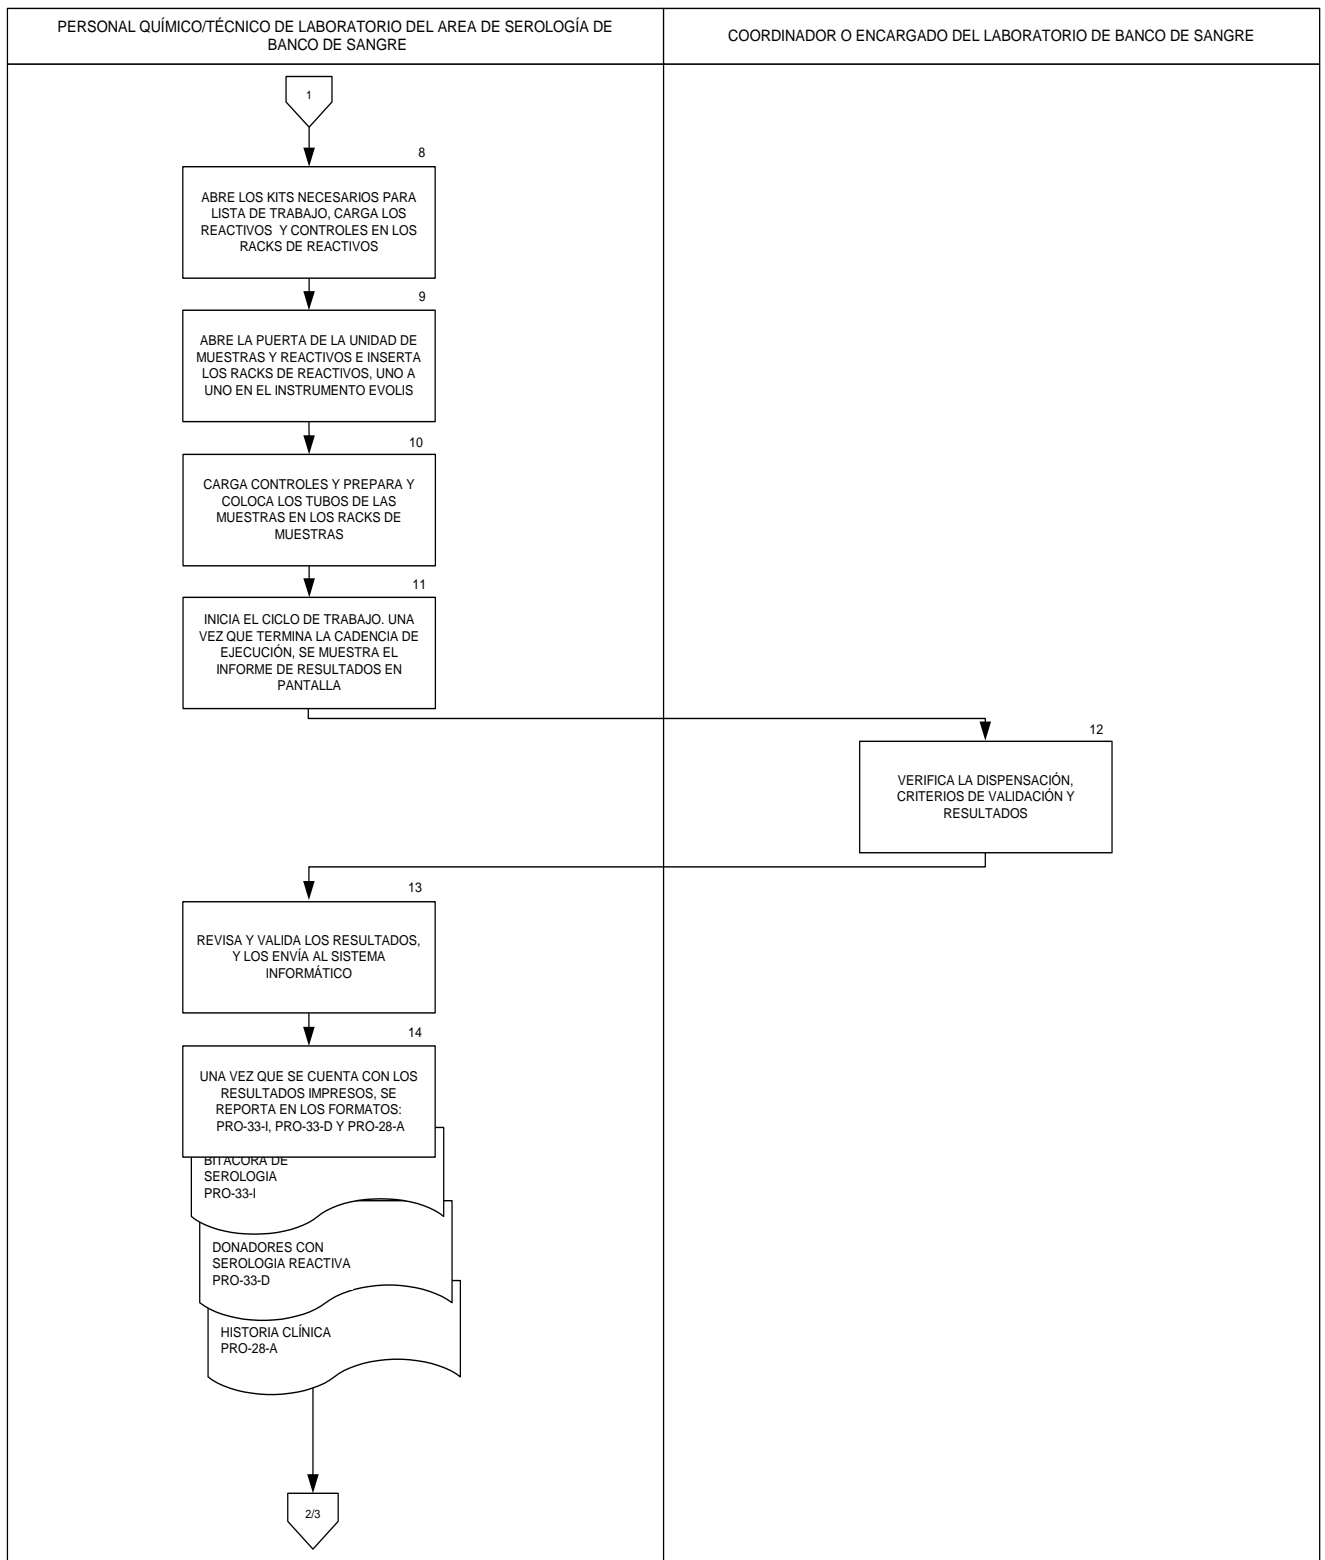 PERSONAL QUÍMICO/TÉCNICO DE LABORATORIO DEL AREA DE SEROLOGÍA DE
BANCO DE SANGRE
COORDINADOR O ENCARGADO DEL LABORATORIO DE BANCO DE SANGRE
1
8
ABRE LOS KITS NECESARIOS PARA
LISTA DE TRABAJO, CARGA LOS
REACTIVOS Y CONTROLES EN LOS
RACKS DE REACTIVOS
9
ABRE LA PUERTA DE LA UNIDAD DE
MUESTRAS Y REACTIVOS E INSERTA
LOS RACKS DE REACTIVOS, UNO A
UNO EN EL INSTRUMENTO EVOLIS
10
CARGA CONTROLES Y PREPARA Y
COLOCA LOS TUBOS DE LAS
MUESTRAS EN LOS RACKS DE
MUESTRAS
11
INICIA EL CICLO DE TRABAJO. UNA
VEZ QUE TERMINA LA CADENCIA DE
EJECUCIÓN, SE MUESTRA EL
INFORME DE RESULTADOS EN
PANTALLA
12
VERIFICA LA DISPENSACIÓN,
CRITERIOS DE VALIDACIÓN Y
RESULTADOS
13
REVISA Y VALIDA LOS RESULTADOS,
Y LOS ENVÍA AL SISTEMA
INFORMÁTICO
14
UNA VEZ QUE SE CUENTA CON LOS
RESULTADOS IMPRESOS, SE
REPORTA EN LOS FORMATOS:
PRO-33-I, PRO-33-D Y PRO-28-A
BITACORA DE
SEROLOGIA
PRO-33-I
DONADORES CON
SEROLOGIA REACTIVA
PRO-33-D
HISTORIA CLÍNICA
PRO-28-A
2/3